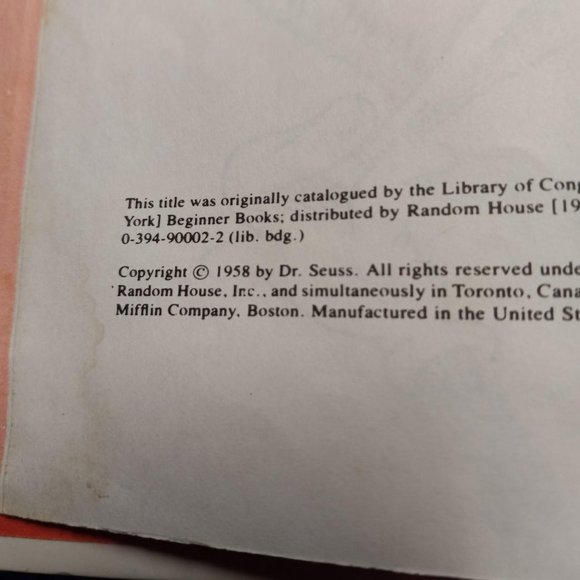 This title was originally catalogued by the Library of Cong
York] Beginner Books; distributed by Random House [19
0-394-90002-2 (lib. bdg.)
Copyright © 1958 by Dr. Seuss. All rights reserved unde
Random House, Inc., and simultaneously in Toronto, Cana
Mifflin Company, Boston. Manufactured in the United St